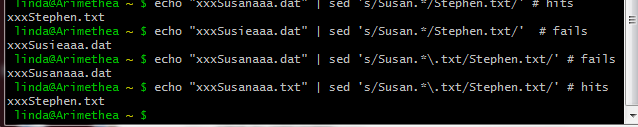 linda@Arimethea ~ $ echo "xxxSusanaaa.dat" | sed 's/Susan.*/Stephen.txt/' # hits
xxxStephen.txt
linda@Arimethea ~ $ echo "xxxSusieaaa.dat" | sed 's/Susan.*/Stephen.txt/'  # fails
xxxSusieaaa.dat
linda@Arimethea ~ $ echo "xxxSusanaaa.dat" | sed 's/Susan.*\.txt/Stephen.txt/' # fails
xxxSusanaaa.dat
linda@Arimethea ~ $ echo "xxxSusanaaa.txt" | sed 's/Susan.*\.txt/Stephen.txt/' # hits
xxxStephen.txt
linda@Arimethea ~ $